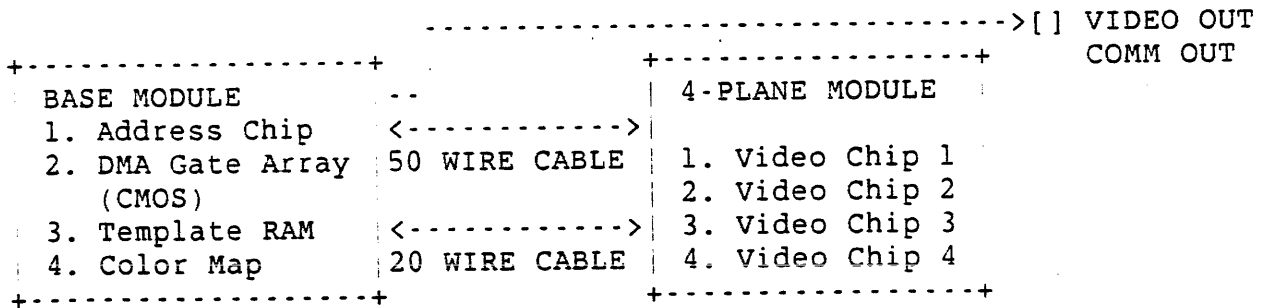 - - - - - - - - - - - - - - - - - - - - - - - - - - - - ->[] VIDEO OUT
+- - - - - - - - - - - - - - - - - - -+ +- - - - - - - - - - - - - - - - - -+ COMM OUT
BASE MODULE -- | 4-PLANE MODULE |
1. Address Chip <- - - - - - - - - - - ->|
2. DMA Gate Array |50 WIRE CABLE | 1. Video Chip 1
(CMOS) | 2. Video Chip 2
3. Template RAM |<- - - - - - - - - - - ->| 3. Video Chip 3
| 4. Color Map |20 WIRE CABLE | 4. Video Chip 4
+- - - - - - - - - - - - - - - - - - -+ +- - - - - - - - - - - - - - - - - -+